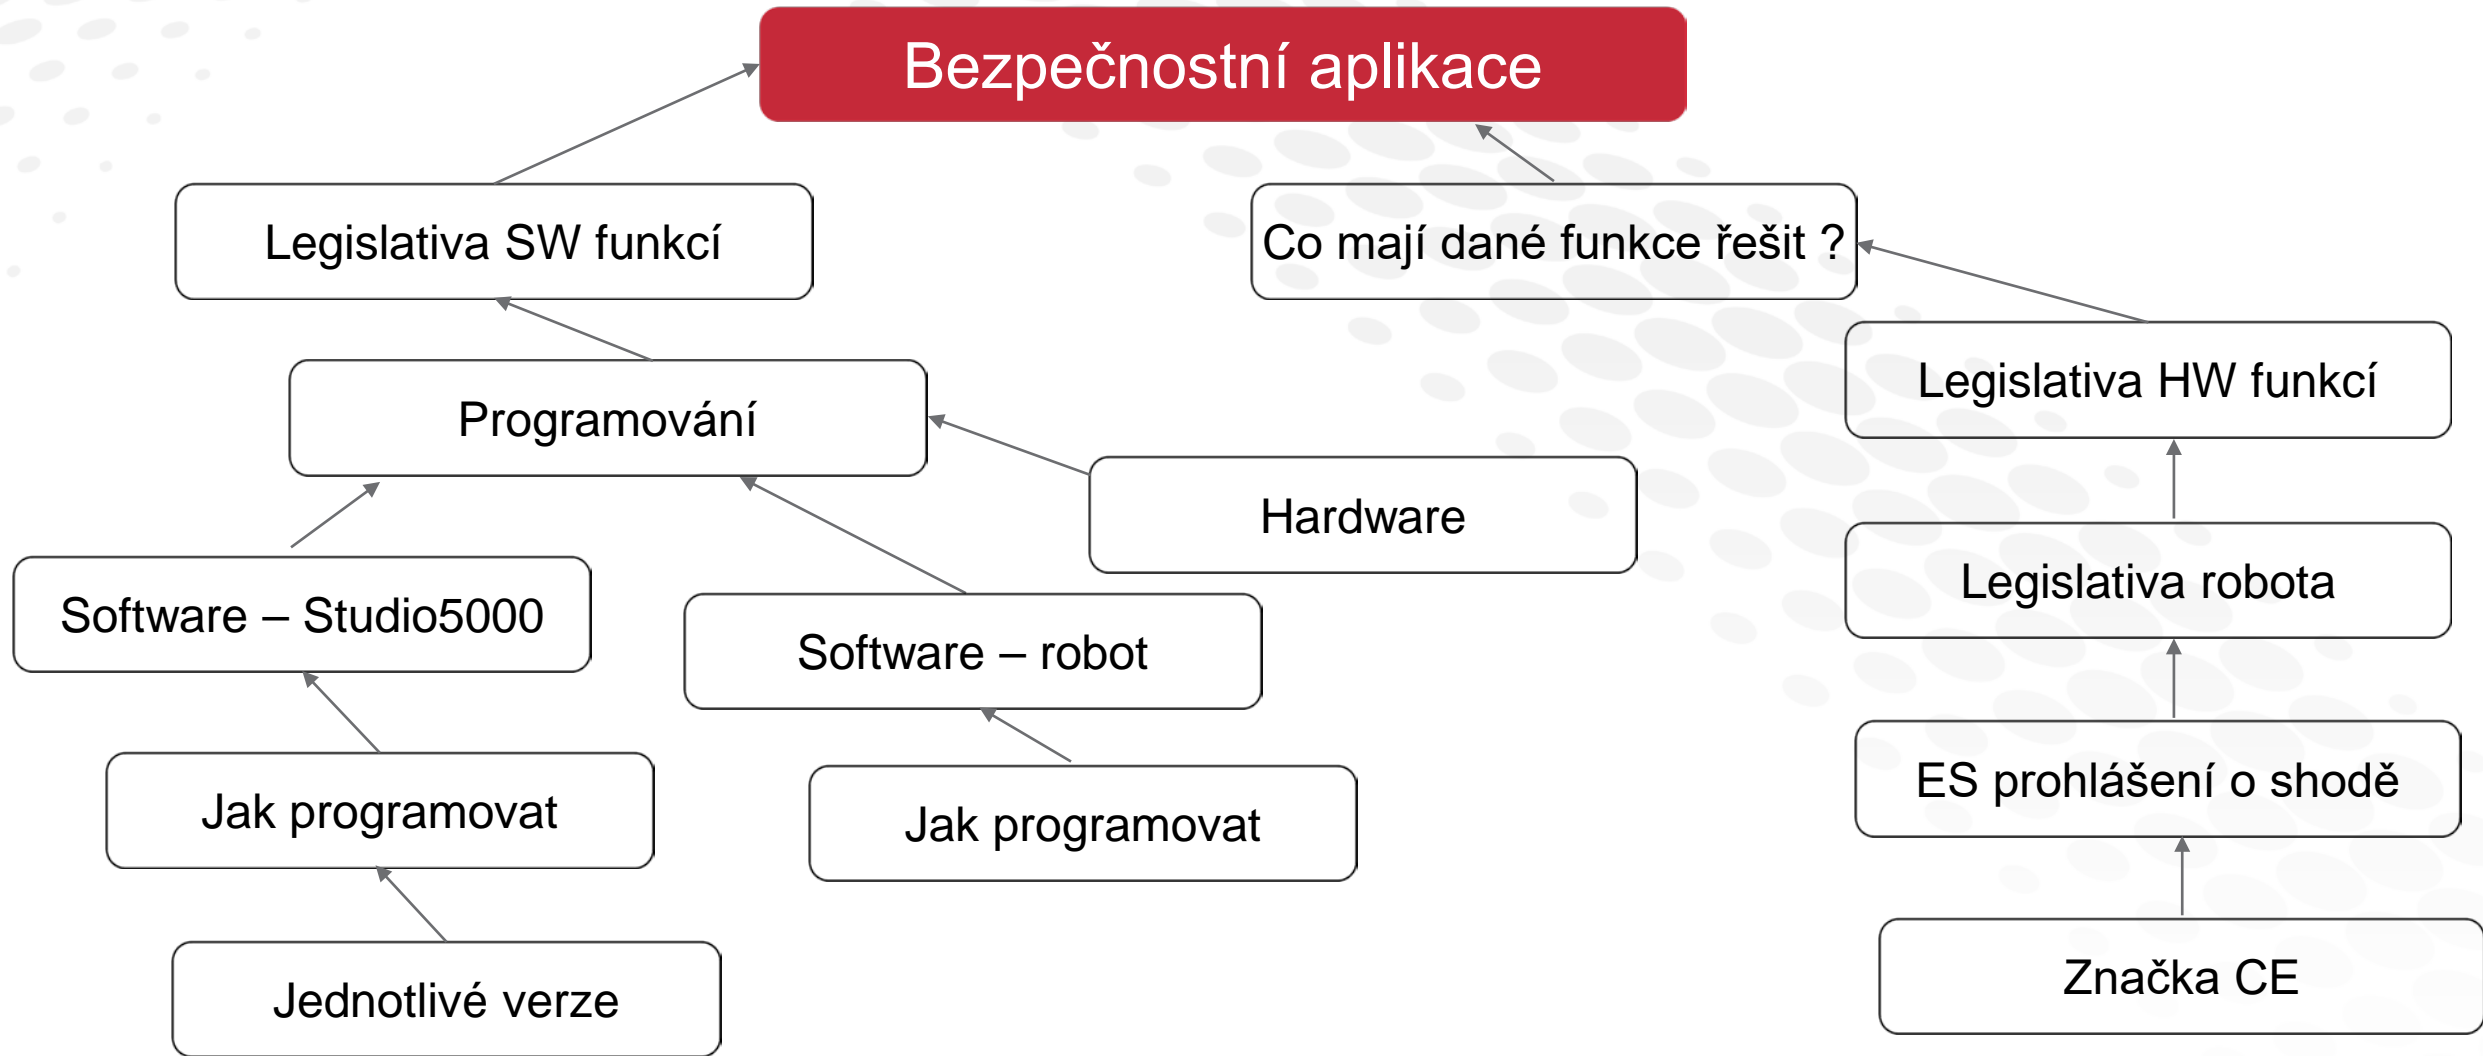 Bezpečnostní aplikace
Legislativa SW funkcí
Co mají dané funkce řešit ?
Legislativa HW funkcí
Programování
Hardware
Legislativa robota
Software – Studio5000
Software – robot
ES prohlášení o shodě
Jak programovat
Jak programovat
Značka CE
Jednotlivé verze